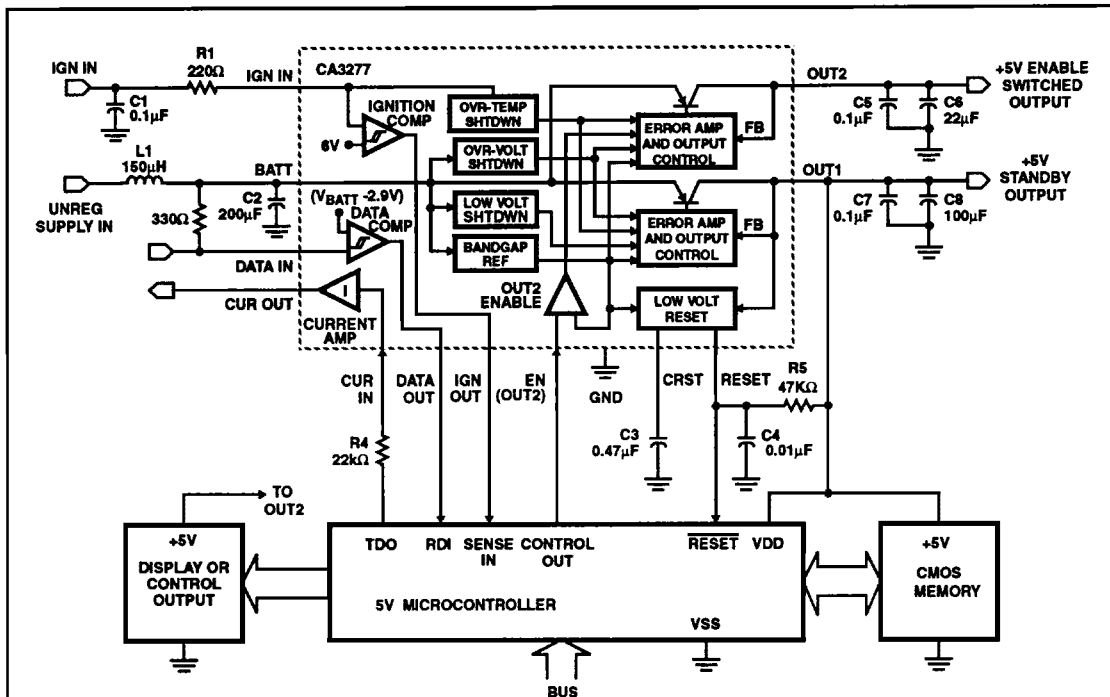 IGN IN
R1
220Ω
IGN IN
C1
0.1µF
L1
150µH
UNREG
SUPPLY IN
330Ω
BATT
C2
200µF
DATA IN
CUR OUT
CA3277
IGNITION
COMP
6V
(VBATT -2.9V)
DATA
COMP
CURRENT
AMP
I
OVR-TEMP
SHTDWN
OVR-VOLT
SHTDWN
LOW VOLT
SHTDWN
BANDGAP
REF
OUT2
ENABLE
ERROR AMP
AND OUTPUT
CONTROL
FB
ERROR AMP
AND OUTPUT
CONTROL
FB
LOW VOLT
RESET
OUT2
C5
0.1µF
C6
22µF
+5V ENABLE
SWITCHED
OUTPUT
OUT1
C7
0.1µF
C8
100µF
+5V
STANDBY
OUTPUT
CUR
IN
DATA
OUT
IGN
OUT
EN
(OUT2)
GND
CRST
RESET
R5
47KΩ
R4
22kΩ
C3
0.47µF
C4
0.01µF
TO
OUT2
+5V
DISPLAY OR
CONTROL
OUTPUT
TDO
RDI
SENSE
IN
CONTROL
OUT
RESET
VDD
5V MICROCONTROLLER
VSS
BUS
+5V
CMOS
MEMORY